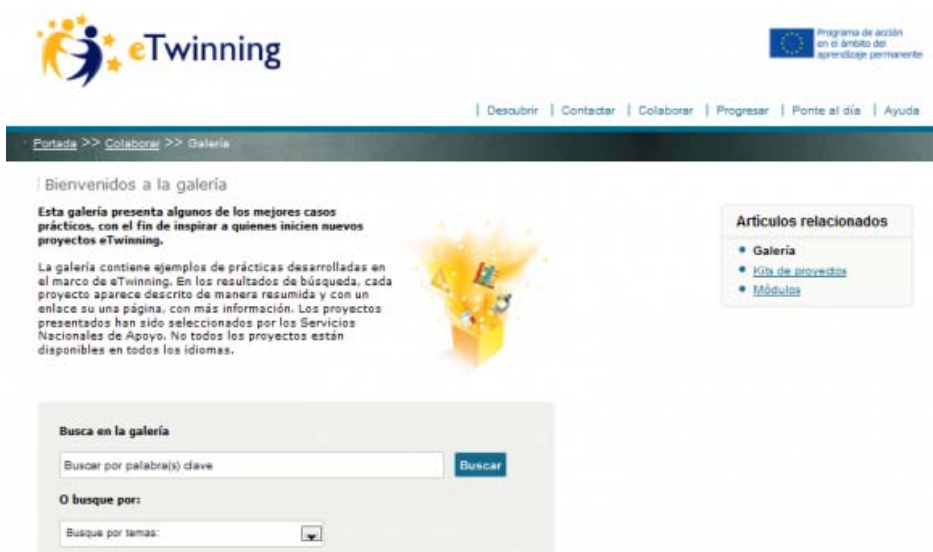 eTwinning
Programa de acción
en el ámbito del
aprendizaje permanente
| Descubrir | Contactar | Colaborar | Progresar | Ponte al día | Ayuda
Portada >> Colaborar >> Galería
Bienvenidos a la galería
Esta galería presenta algunos de los mejores casos
prácticos, con el fin de inspirar a quienes inicien nuevos
proyectos eTwinning.
La galería contiene ejemplos de prácticas desarrolladas en
el marco de eTwinning. En los resultados de búsqueda, cada
proyecto aparece descrito de manera resumida y con un
enlace su una página, con más información. Los proyectos
presentados han sido seleccionados por los Servicios
Nacionales de Apoyo. No todos los proyectos están
disponibles en todos los idiomas.
Artículos relacionados
Galería
Kits de proyectos
Módulos
Busca en la galería
Buscar por palabra(s) clave
Buscar
O busque por:
Busque por temas: